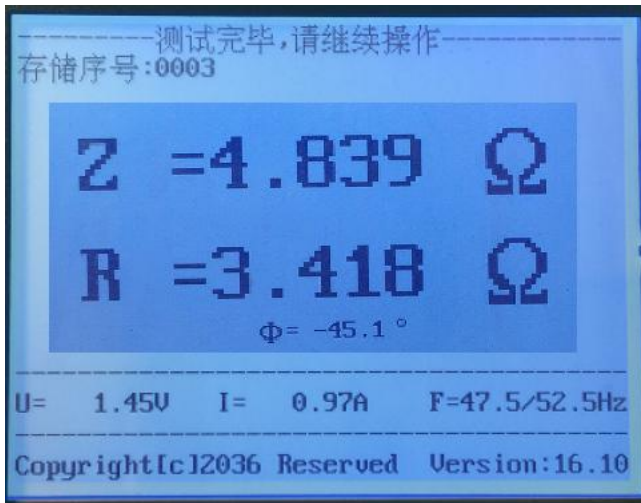 ---------测试完毕,请继续操作------------
存储序号:0003
Z =4.839 Ω
R =3.418 Ω
Φ= -45.1°
U= 1.45V I= 0.97A F=47.5/52.5Hz
Copyright[c]2036 Reserved Version:16.10